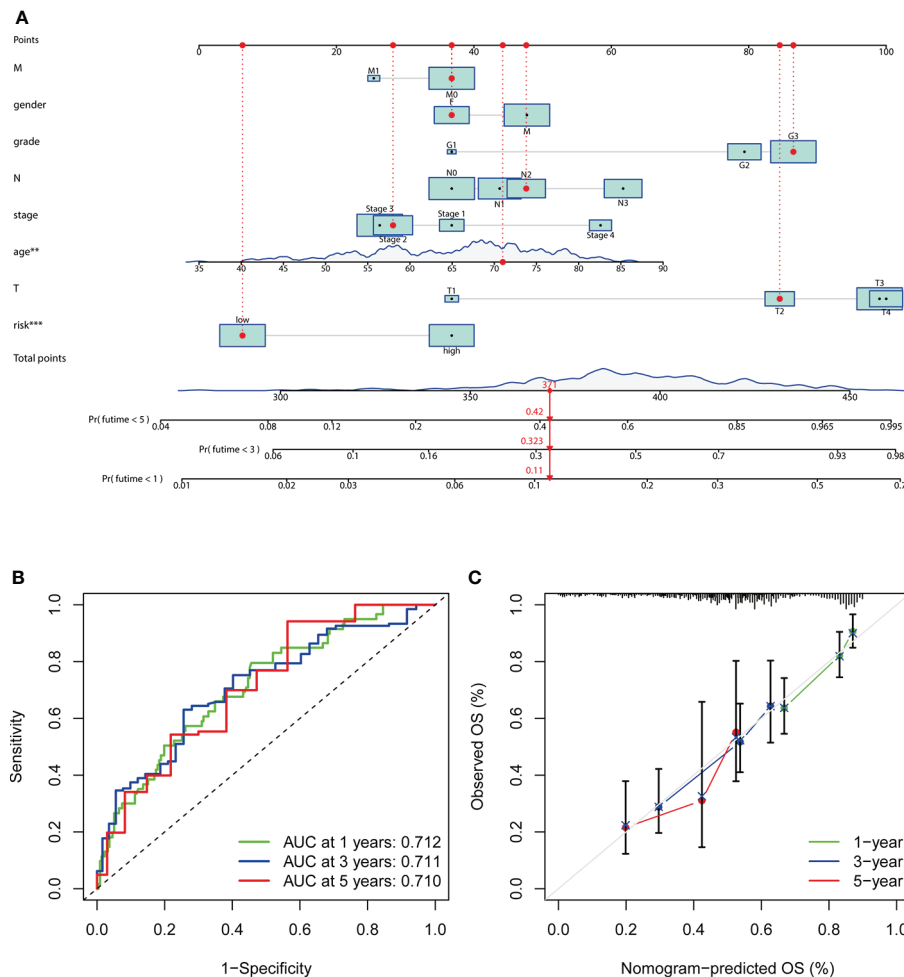 A
Points
0 20 40 60 80 100
M
M1
M0
gender
F
M
grade
G1
G2
G3
N
N0
N1
N2
N3
stage
Stage 3
Stage 2
Stage 1
Stage 4
age**
35 40 45 50 55 60 65 70 75 80 85 90
T
T1
T2
T3
T4
risk***
low
high
Total points
371
300 350 400 450
0.42
Pr( futime < 5)
0.04 0.08 0.12 0.2 0.4 0.6 0.85 0.965 0.995
0.323
Pr( futime < 3)
0.06 0.1 0.16 0.3 0.5 0.7 0.93 0.98
0.11
Pr( futime < 1)
0.01 0.02 0.03 0.06 0.1 0.2 0.3 0.5 0.7
B
Sensitivity
1.0
0.8
0.6
0.4
0.2
0.0
AUC at 1 years: 0.712
AUC at 3 years: 0.711
AUC at 5 years: 0.710
0.0 0.2 0.4 0.6 0.8 1.0
1−Specificity
C
Observed OS (%)
1.0
0.8
0.6
0.4
0.2
0.0
1−year
3−year
5−year
0.0 0.2 0.4 0.6 0.8 1.0
Nomogram−predicted OS (%)